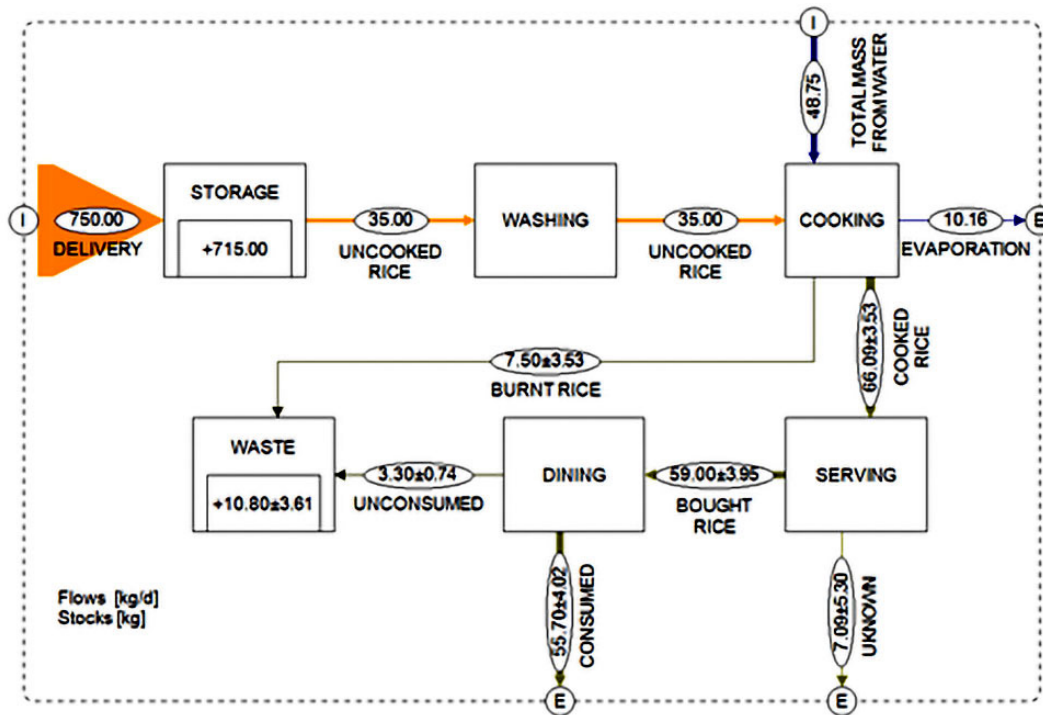 I
48.75
TOTAL MASS
FROM WATER
STORAGE
+715.00
I
750.00
DELIVERY
35.00
UNCOOKED
RICE
WASHING
35.00
UNCOOKED
RICE
COOKING
10.16
EVAPORATION
E
66.09±3.53
COOKED
RICE
7.50±3.53
BURNT RICE
WASTE
+10.80±3.61
3.30±0.74
UNCONSUMED
DINING
59.00±3.95
BOUGHT
RICE
SERVING
55.70±4.02
CONSUMED
7.09±5.30
UKNOWN
Flows [kg/d]
Stocks [kg]
E
E